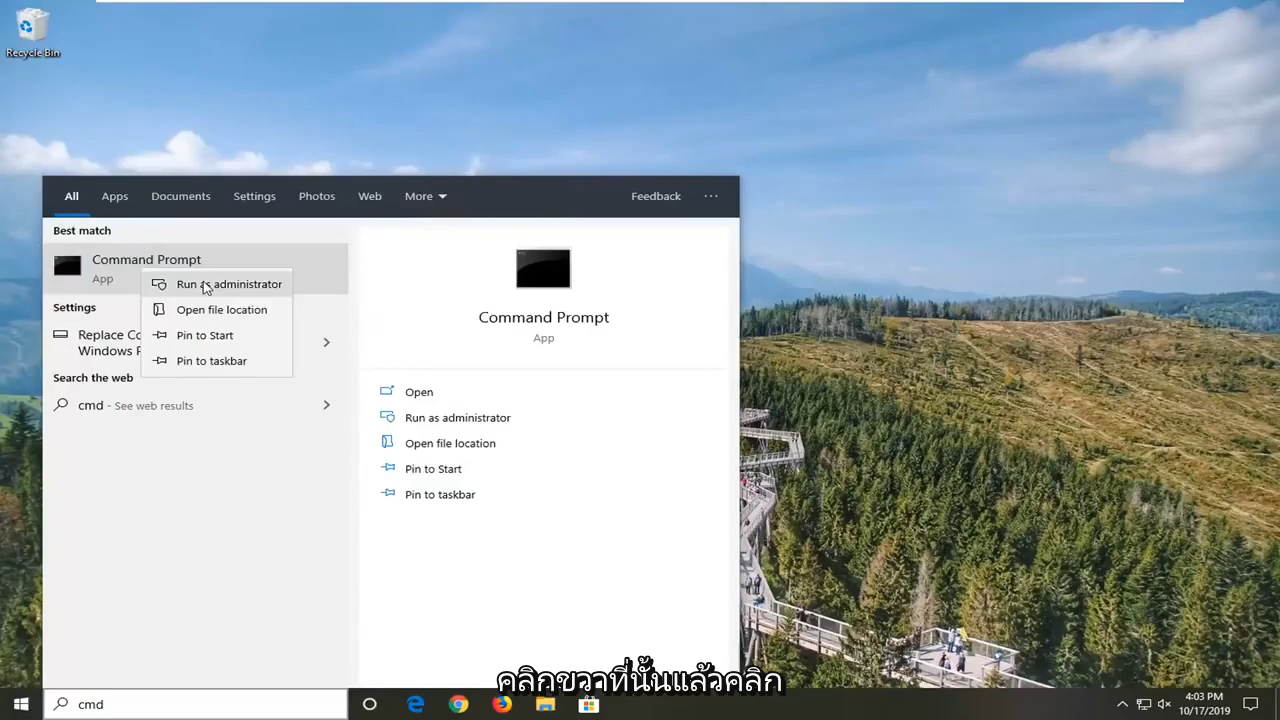 Recycle Bin
All
Apps
Documents
Settings
Photos
Web
More
Feedback
Best match
Command Prompt
App
Run as administrator
Open file location
Pin to Start
Pin to taskbar
Settings
Replace Co
Windows P
Search the web
cmd - See web results
Command Prompt
App
Open
Run as administrator
Open file location
Pin to Start
Pin to taskbar
คลิกขวาที่นั้นแล้วคลิก
cmd
4:03 PM
10/17/2019